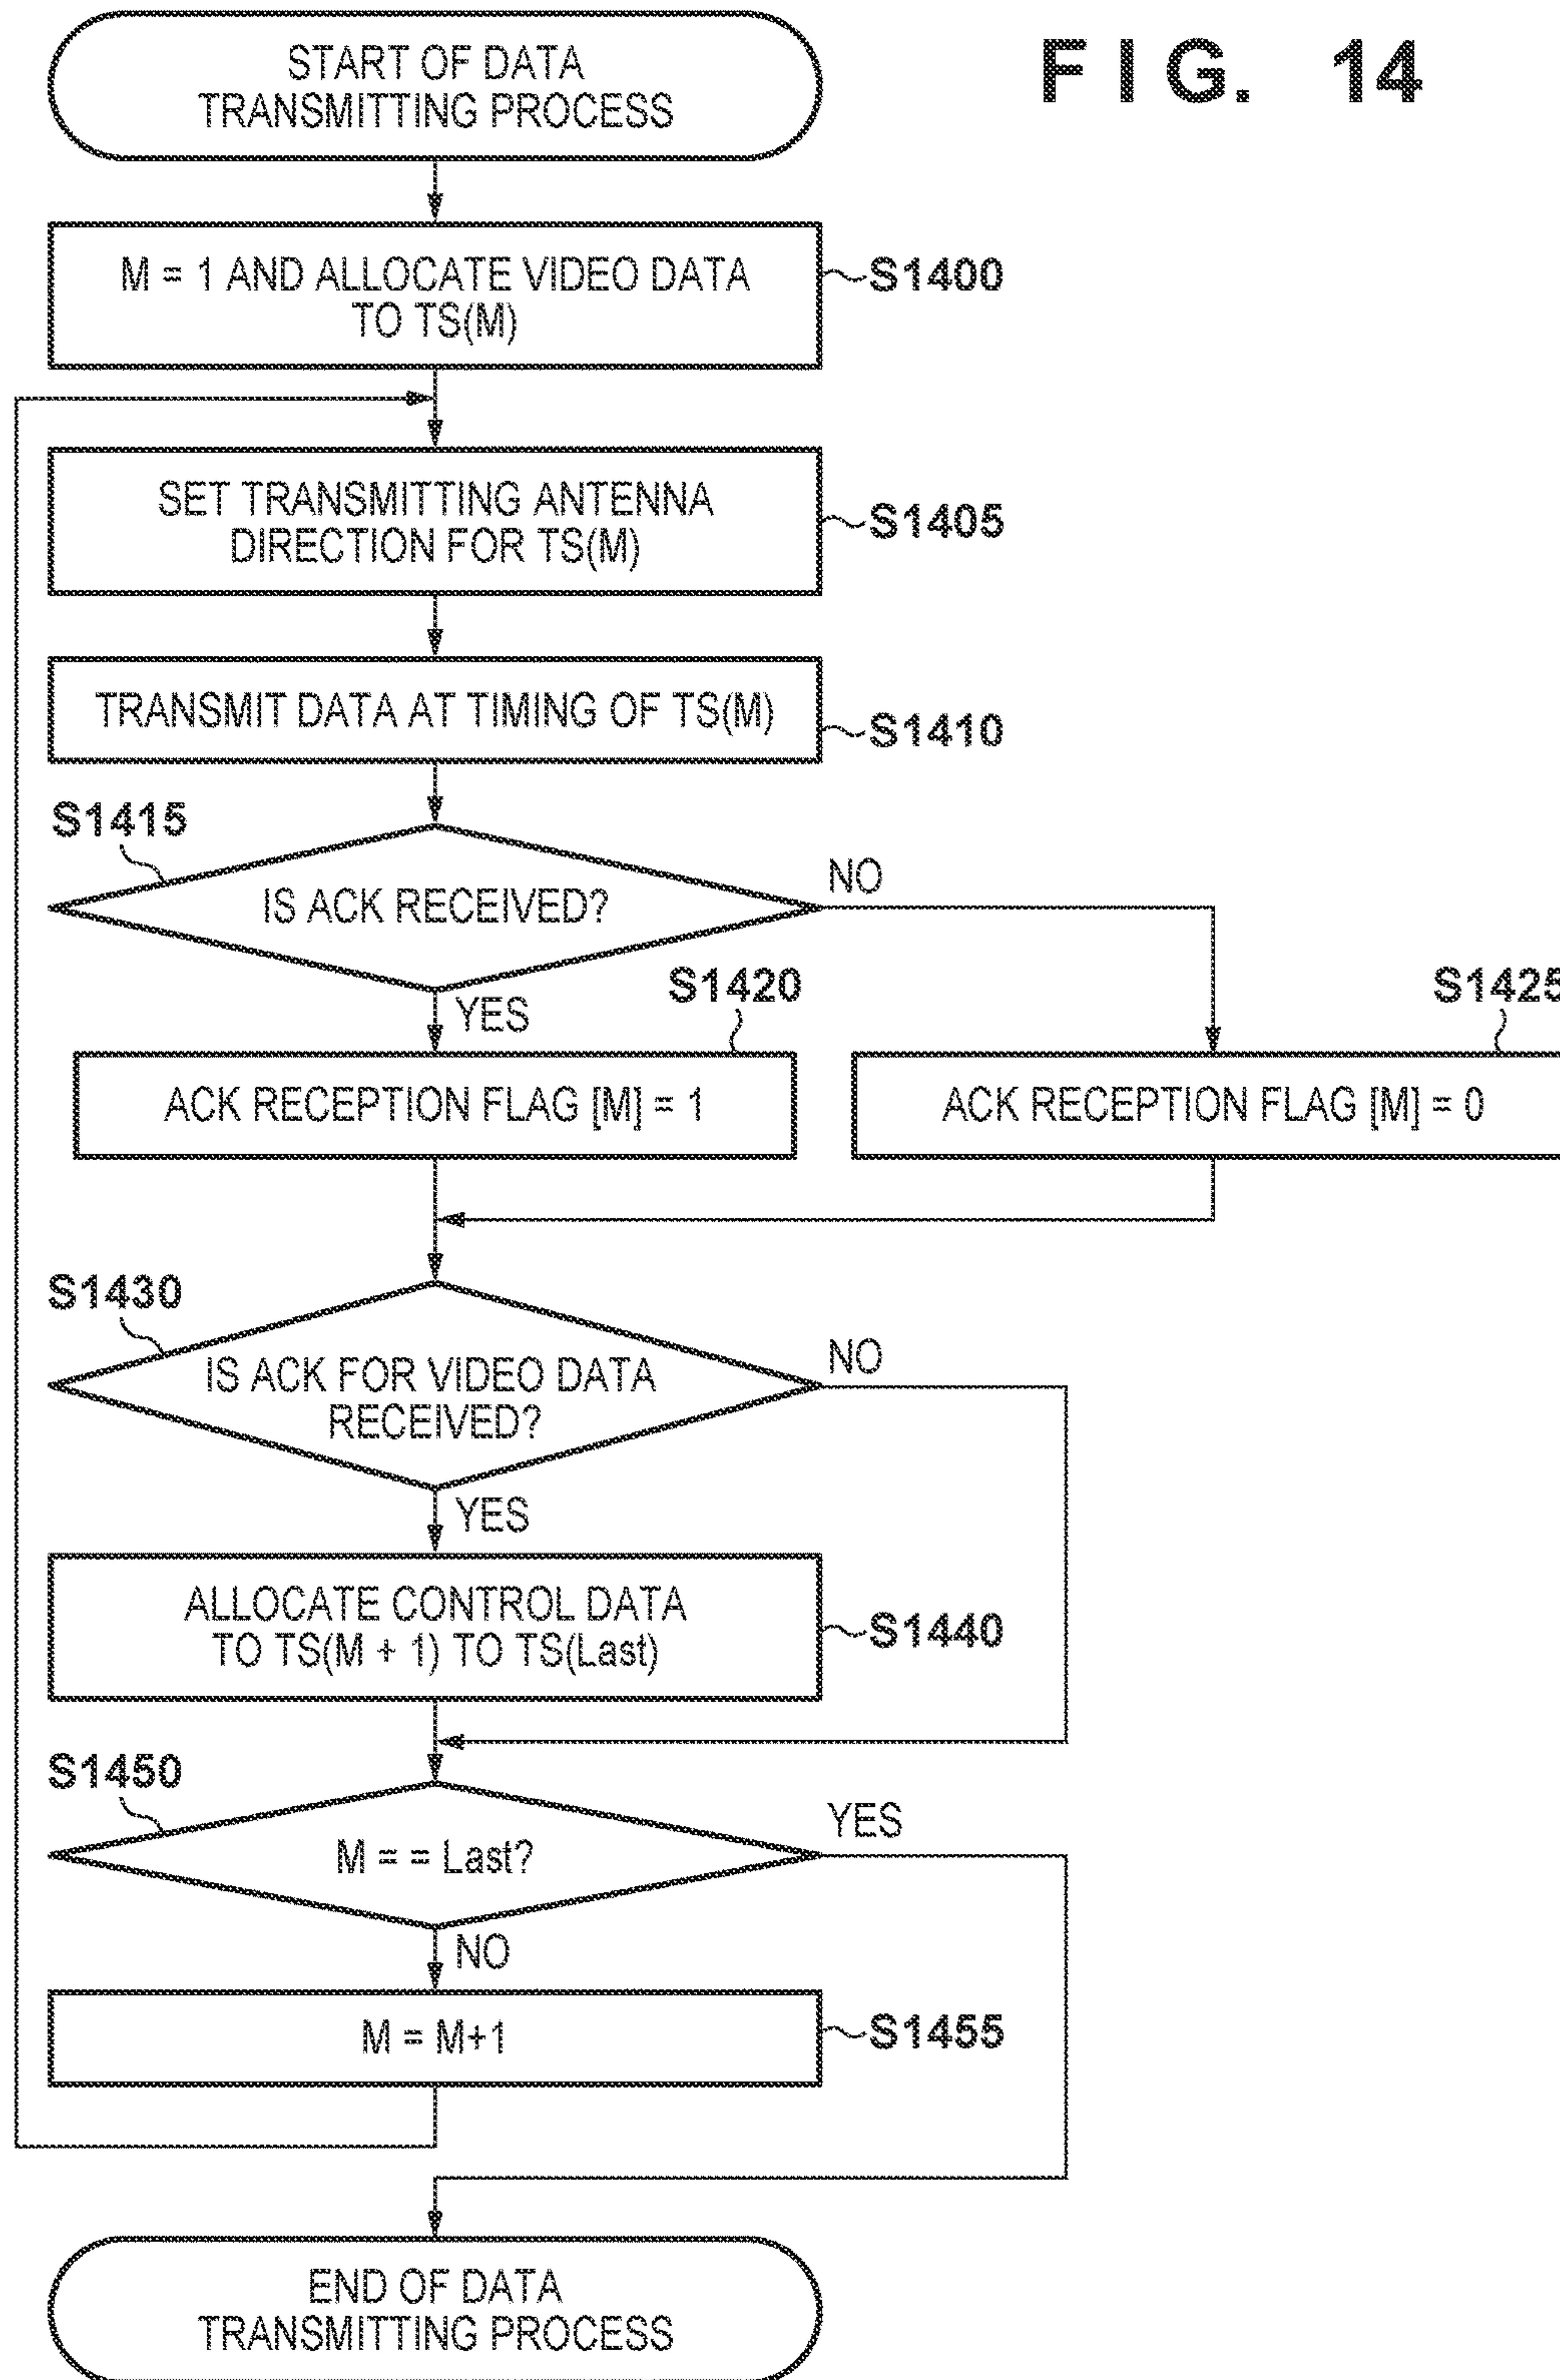 FIG. 14
START OF DATA
TRANSMITTING PROCESS
M = 1 AND ALLOCATE VIDEO DATA
TO TS(M)
S1400
SET TRANSMITTING ANTENNA
DIRECTION FOR TS(M)
S1405
TRANSMIT DATA AT TIMING OF TS(M)
S1410
S1415
IS ACK RECEIVED?
NO
YES
S1420
S1425
ACK RECEPTION FLAG [M] = 1
ACK RECEPTION FLAG [M] = 0
S1430
IS ACK FOR VIDEO DATA
RECEIVED?
NO
YES
ALLOCATE CONTROL DATA
TO TS(M + 1) TO TS(Last)
S1440
S1450
M = = Last?
YES
NO
M = M+1
S1455
END OF DATA
TRANSMITTING PROCESS